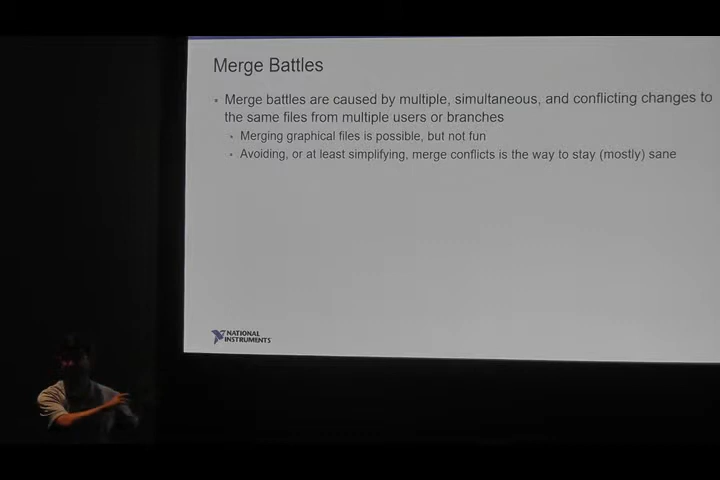 Merge Battles
Merge battles are caused by multiple, simultaneous, and conflicting changes to
the same files from multiple users or branches
Merging graphical files is possible, but not fun
Avoiding, or at least simplifying, merge conflicts is the way to stay (mostly) sane
NATIONAL
INSTRUMENTS